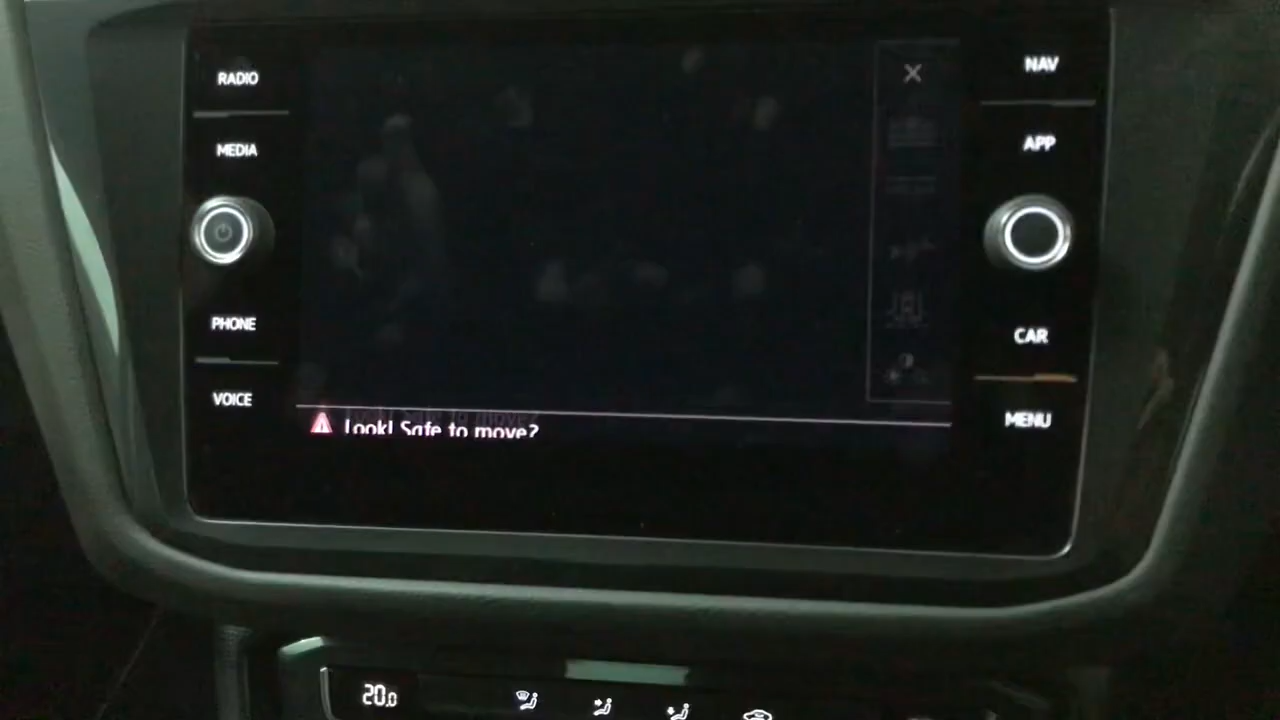 RADIO
MEDIA
PHONE
VOICE
NAV
APP
CAR
MENU
Look! Safe to move?
20.0